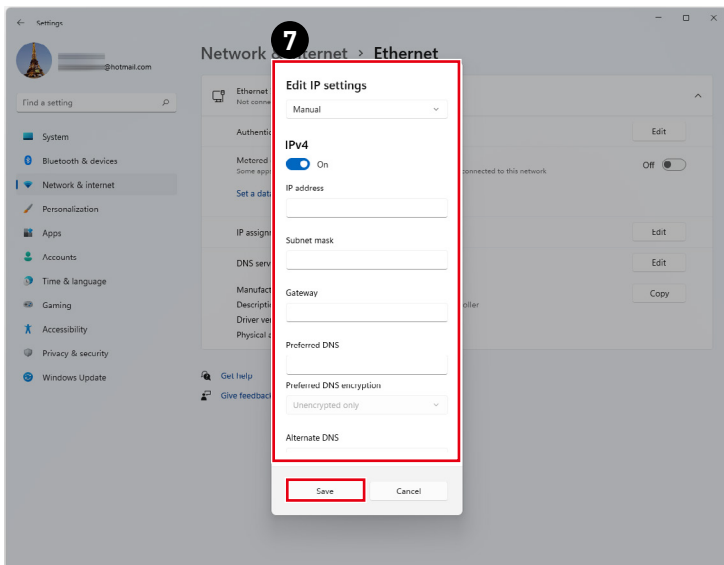 Settings
7
@hotmail.com
Find a setting
System
Bluetooth & devices
Network & internet
Personalization
Apps
Accounts
Time & language
Gaming
Accessibility
Privacy & security
Windows Update
Network & internet > Ethernet
Ethernet
Not conne
Authentic
Edit
Metered
Some app
connected to this network
Off
Set a data
IP assignm
Edit
DNS serv
Edit
Manufact
Copy
Descripti
oller
Driver ver
Physical a
Get help
Give feedback
Edit IP settings
Manual
IPv4
On
IP address
Subnet mask
Gateway
Preferred DNS
Preferred DNS encryption
Unencrypted only
Alternate DNS
Save
Cancel